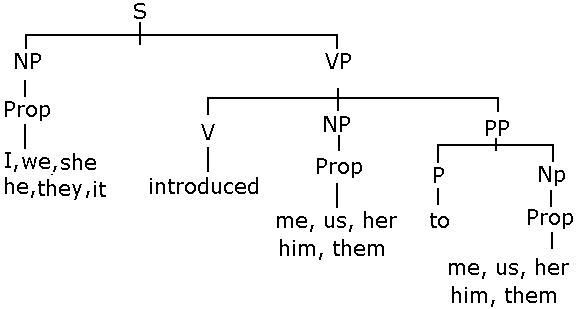 S
NP VP
Prop V NP PP
I,we,she introduced Prop P Np
he,they,it me, us, her to Prop
him, them me, us, her
him, them